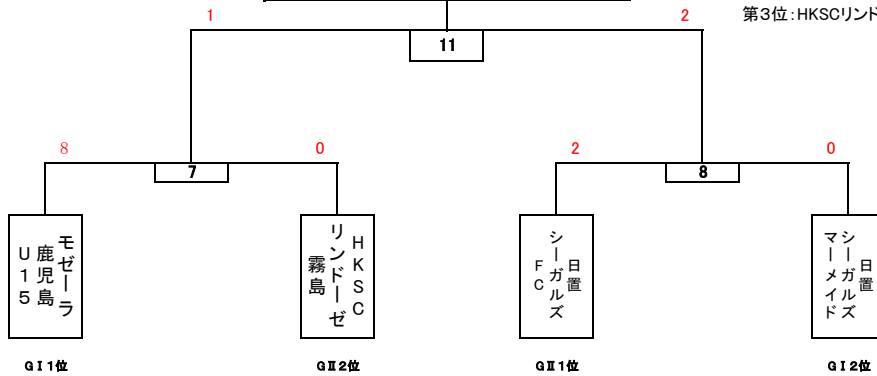 第3位:HKSCリンド
1
2
11
8
0
2
0
7
8
モゼーラ
鹿児島
U15
HKSC
リンドーゼ
霧島
日置
シーガルズ
FC
日置
シーガルズ
マーメイド
GⅠ1位
GⅡ2位
GⅡ1位
GⅠ2位